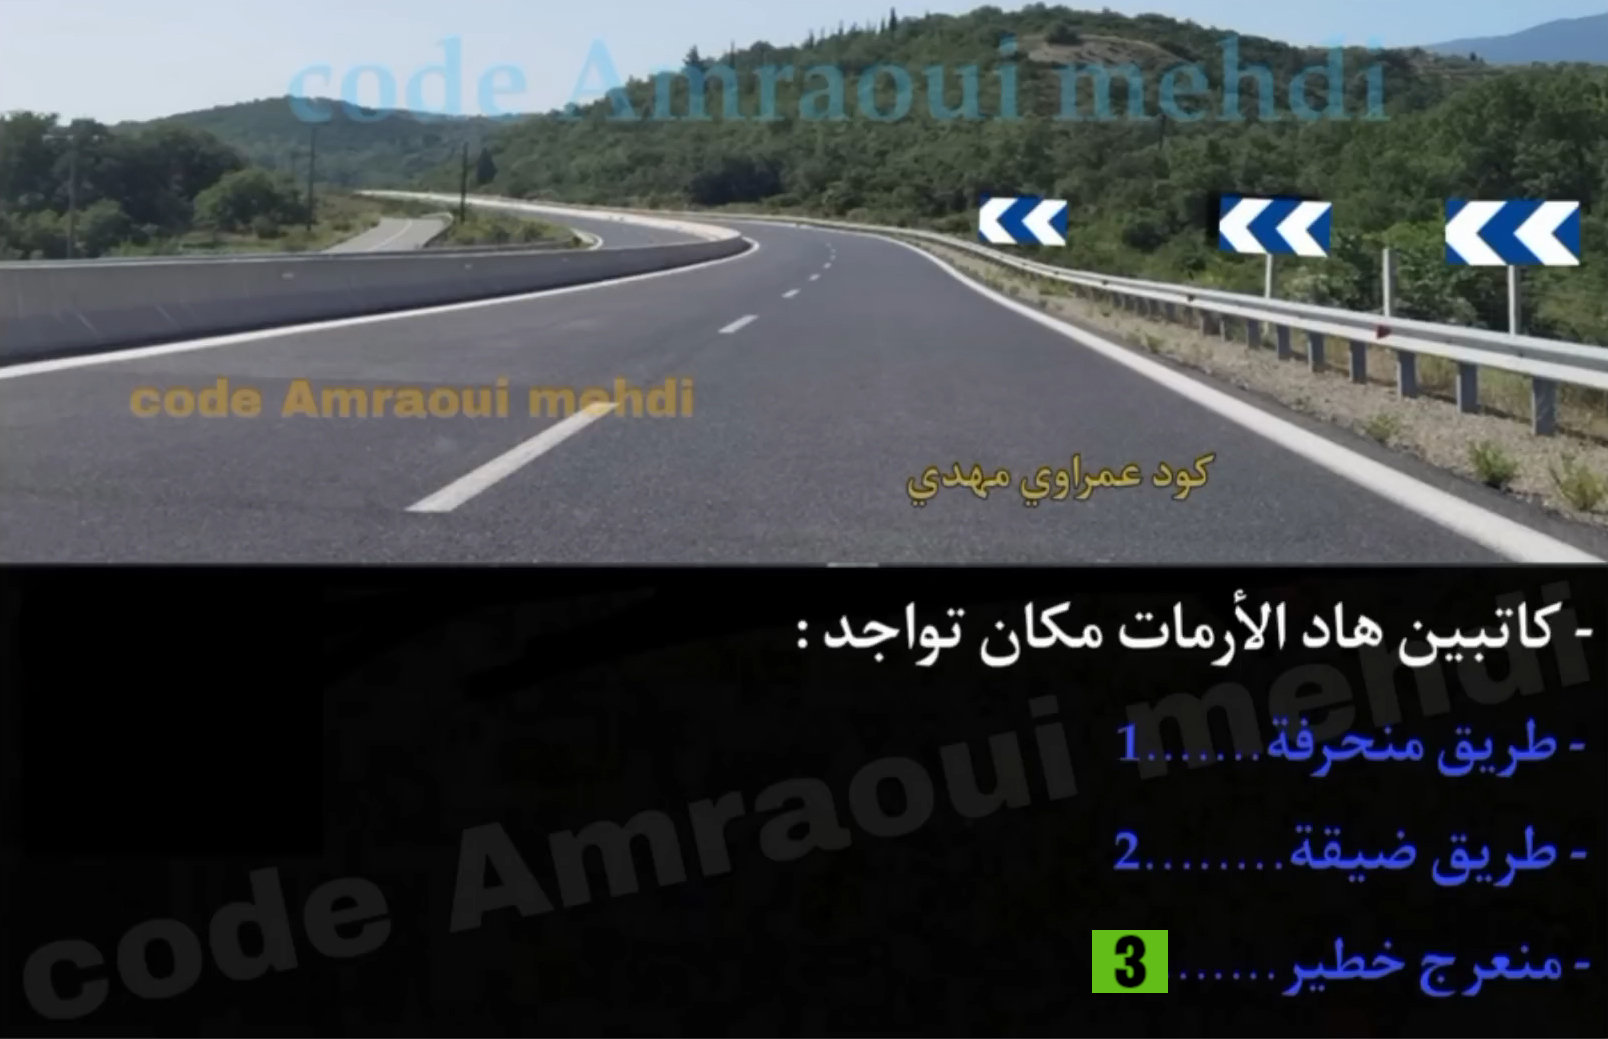 code Amraoui mehdi
code Amraoui mehdi
كود عمراوي مهدي
- كاتبين هاد الأرمات مكان تواجد :
- طريق منحرفة.......1
- طريق ضيقة........2
- منعرج خطير.......3
code Amraoui mehdi